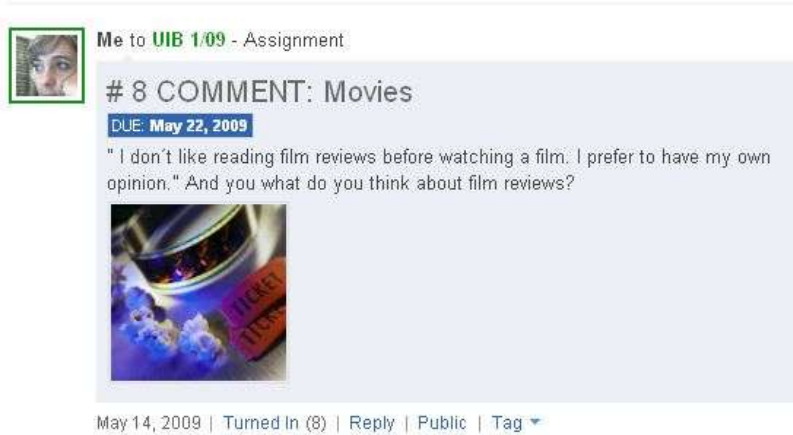 Me to UIB 1/09 - Assignment
# 8 COMMENT: Movies
DUE: May 22, 2009
" I don´t like reading film reviews before watching a film. I prefer to have my own
opinion." And you what do you think about film reviews?
TICKET
TICKET
May 14, 2009 | Turned In (8) | Reply | Public | Tag